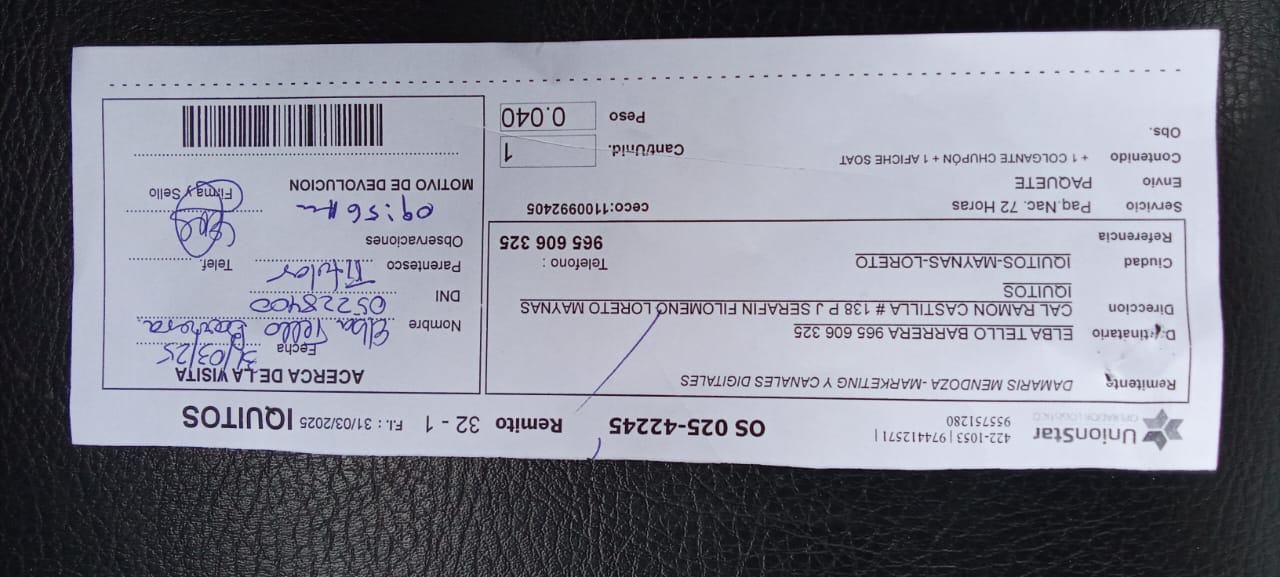 UnionStar
OPERADOR LOGISTICO
422-1053 | 974412571 |
955751280
OS 025-42245
Remito 32 - 1 F.I. : 31/03/2025 IQUITOS
Remitente DAMARIS MENDOZA- MARKETING Y CANALES DIGITALES
D:stinatario ELBA TELLO BARRERA 965 606 325
Direccion CAL RAMON CASTILLA # 138 P J SERAFIN FILOMENO LORETO MAYNAS
IQUITOS
Ciudad IQUITOS-MAYNAS-LORETO
Telefono :
Referencia 965 606 325
Servicio Paq.Nac. 72 Horas
ceco:1100992405
Envio PAQUETE
Contenido + 1 COLGANTE CHUPÓN + 1 AFICHE SOAT
Cant/Unid. 1
Obs.
Peso 0.040
ACERCA DE LA VISITA
Fecha 31/03/25
Nombre Elba Tello Barrera
DNI 05228400
Parentesco Titular Telef.
Observaciones
09:56 Am
MOTIVO DE DEVOLUCION Firma y Sello